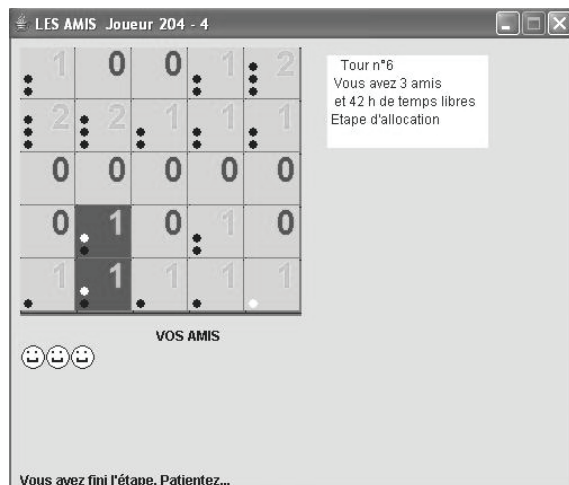 LES AMIS Joueur 204 - 4
1 0 0 1 2
2 2 1 1 1
0 0 0 0 0
0 1 0 1 0
1 1 1 1 1
Tour n°6
Vous avez 3 amis
et 42 h de temps libres
Etape d'allocation
VOS AMIS
Vous avez fini l'étape. Patientez...